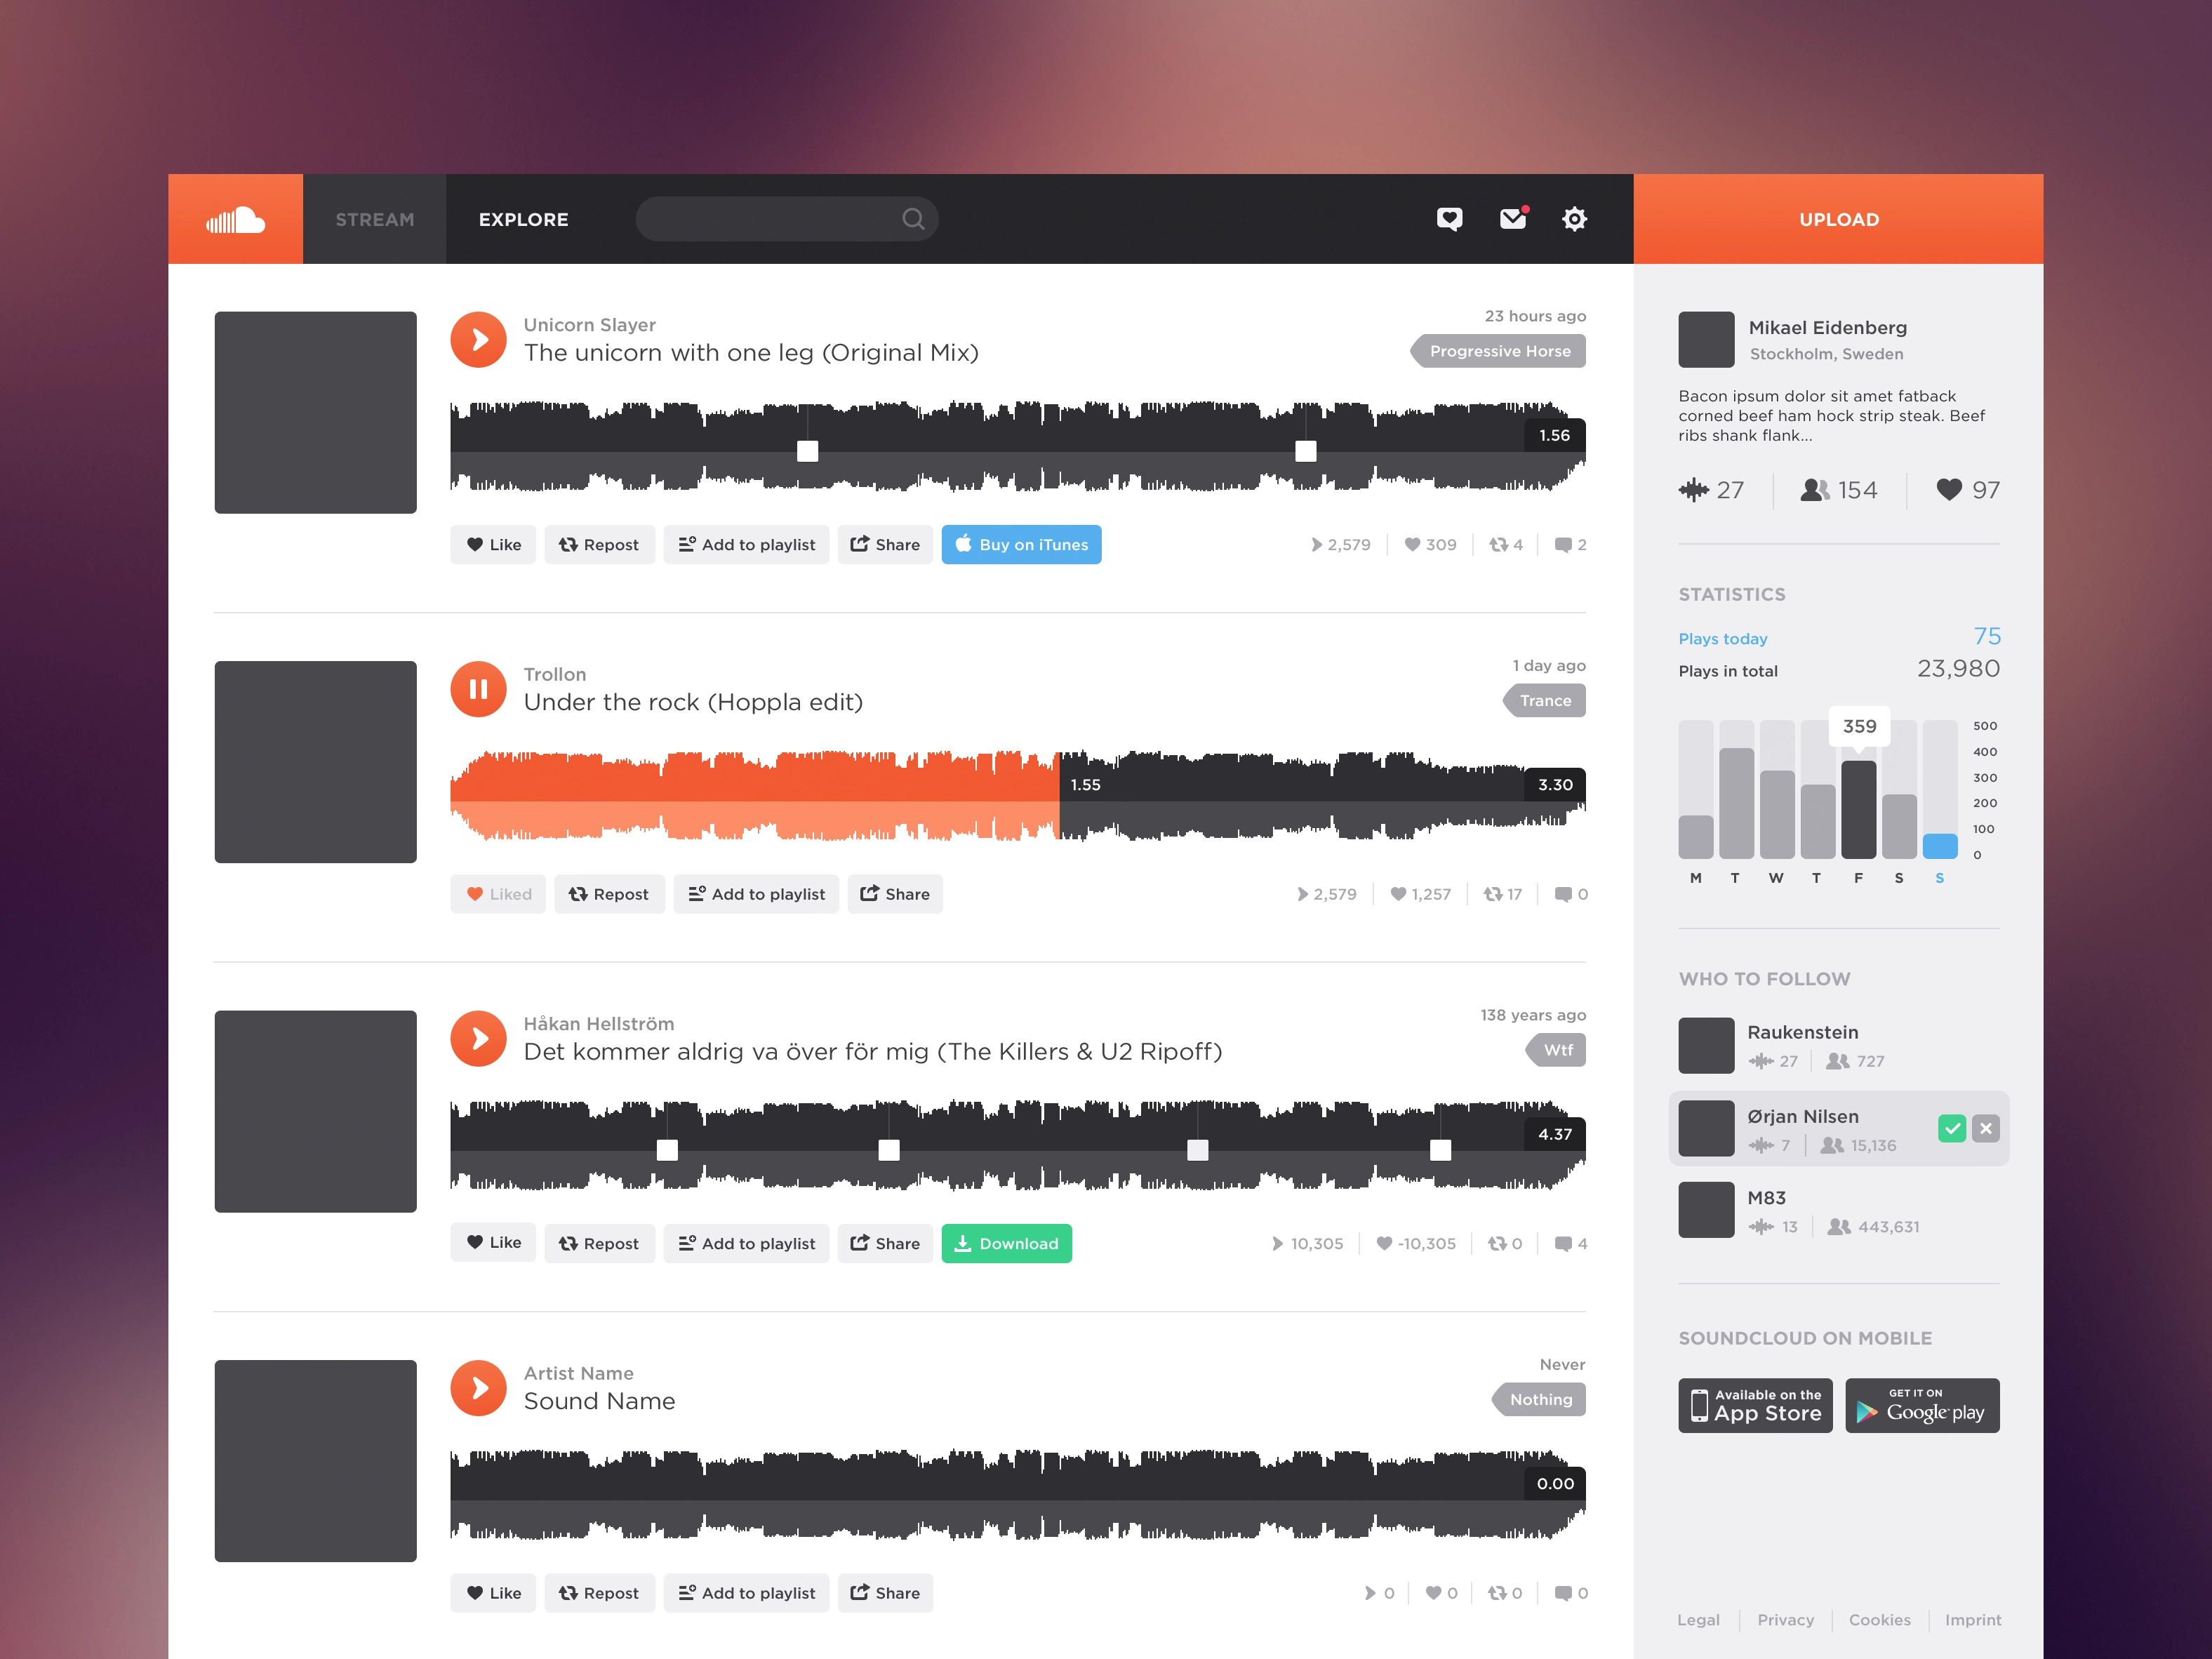 STREAM
EXPLORE
UPLOAD
Unicorn Slayer
The unicorn with one leg (Original Mix)
23 hours ago
Progressive Horse
1.56
Like
Repost
Add to playlist
Share
Buy on iTunes
2,579
309
4
2
Trollon
Under the rock (Hoppla edit)
1 day ago
Trance
1.55
3.30
Liked
Repost
Add to playlist
Share
2,579
1,257
17
0
Håkan Hellström
Det kommer aldrig va över för mig (The Killers & U2 Ripoff)
138 years ago
Wtf
4.37
Like
Repost
Add to playlist
Share
Download
10,305
-10,305
0
4
Artist Name
Sound Name
Never
Nothing
0.00
Like
Repost
Add to playlist
Share
0
0
0
0
Mikael Eidenberg
Stockholm, Sweden
Bacon ipsum dolor sit amet fatback
corned beef ham hock strip steak. Beef
ribs shank flank...
27
154
97
STATISTICS
Plays today
75
Plays in total
23,980
359
500
400
300
200
100
0
M T W T F S S
WHO TO FOLLOW
Raukenstein
27
727
Ørjan Nilsen
7
15,136
M83
13
443,631
SOUNDCLOUD ON MOBILE
Available on the
App Store
GET IT ON
Google play
Legal
Privacy
Cookies
Imprint